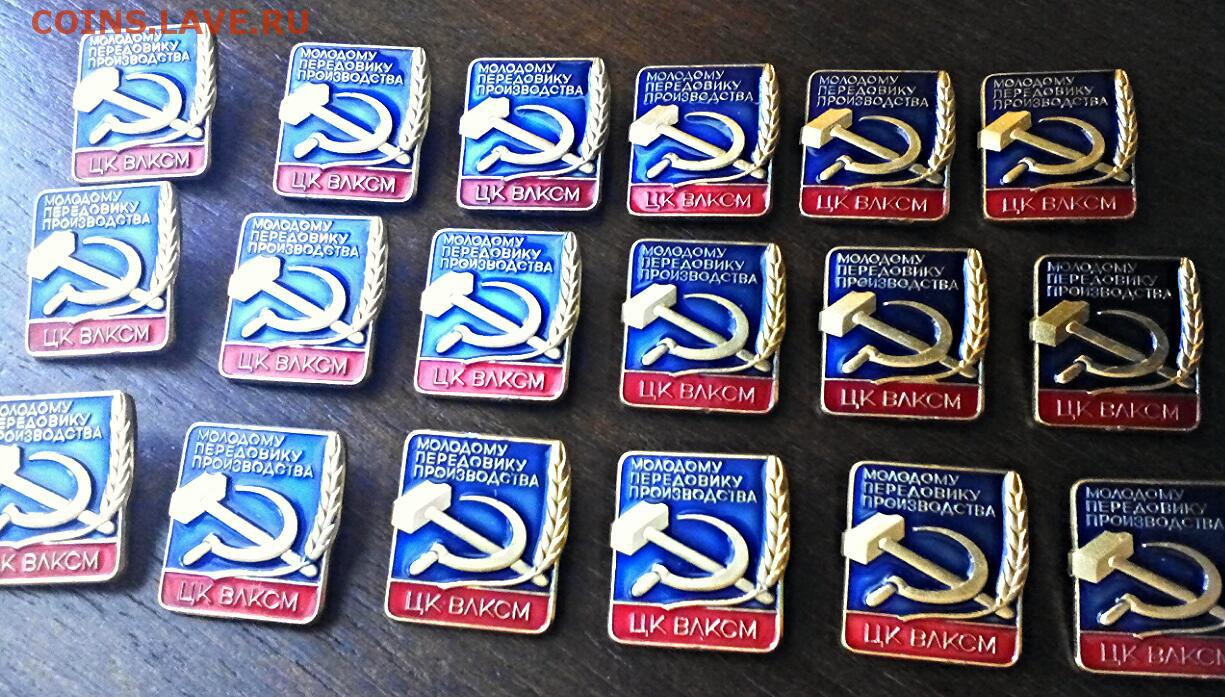 COINS.LAVE.RU
МОЛОДОМУ
ПЕРЕДОВИКУ
ПРОИЗВОДСТВА
ЦК ВЛКСМ
МОЛОДОМУ
ПЕРЕДОВИКУ
ПРОИЗВОДСТВА
ЦК ВЛКСМ
МОЛОДОМУ
ПЕРЕДОВИКУ
ПРОИЗВОДСТВА
ЦК ВЛКСМ
МОЛОДОМУ
ПЕРЕДОВИКУ
ПРОИЗВОДСТВА
ЦК ВЛКСМ
МОЛОДОМУ
ПЕРЕДОВИКУ
ПРОИЗВОДСТВА
ЦК ВЛКСМ
МОЛОДОМУ
ПЕРЕДОВИКУ
ПРОИЗВОДСТВА
ЦК ВЛКСМ
МОЛОДОМУ
ПЕРЕДОВИКУ
ПРОИЗВОДСТВА
ЦК ВЛКСМ
МОЛОДОМУ
ПЕРЕДОВИКУ
ПРОИЗВОДСТВА
ЦК ВЛКСМ
МОЛОДОМУ
ПЕРЕДОВИКУ
ПРОИЗВОДСТВА
ЦК ВЛКСМ
МОЛОДОМУ
ПЕРЕДОВИКУ
ПРОИЗВОДСТВА
ЦК ВЛКСМ
МОЛОДОМУ
ПЕРЕДОВИКУ
ПРОИЗВОДСТВА
ЦК ВЛКСМ
МОЛОДОМУ
ПЕРЕДОВИКУ
ПРОИЗВОДСТВА
ЦК ВЛКСМ
ОЛОДОМУ
ЕРЕДОВИКУ
РОИЗВОДСТВА
К ВЛКСМ
МОЛОДОМУ
ПЕРЕДОВИКУ
ПРОИЗВОДСТВА
ЦК ВЛКСМ
МОЛОДОМУ
ПЕРЕДОВИКУ
ПРОИЗВОДСТВА
ЦК ВЛКСМ
МОЛОДОМУ
ПЕРЕДОВИКУ
ПРОИЗВОДСТВА
ЦК ВЛКСМ
МОЛОДОМУ
ПЕРЕДОВИКУ
ПРОИЗВОДСТВА
ЦК ВЛКСМ
МОЛОДОМУ
ПЕРЕДОВИКУ
ПРОИЗВОДСТВА
ЦК ВЛКСМ